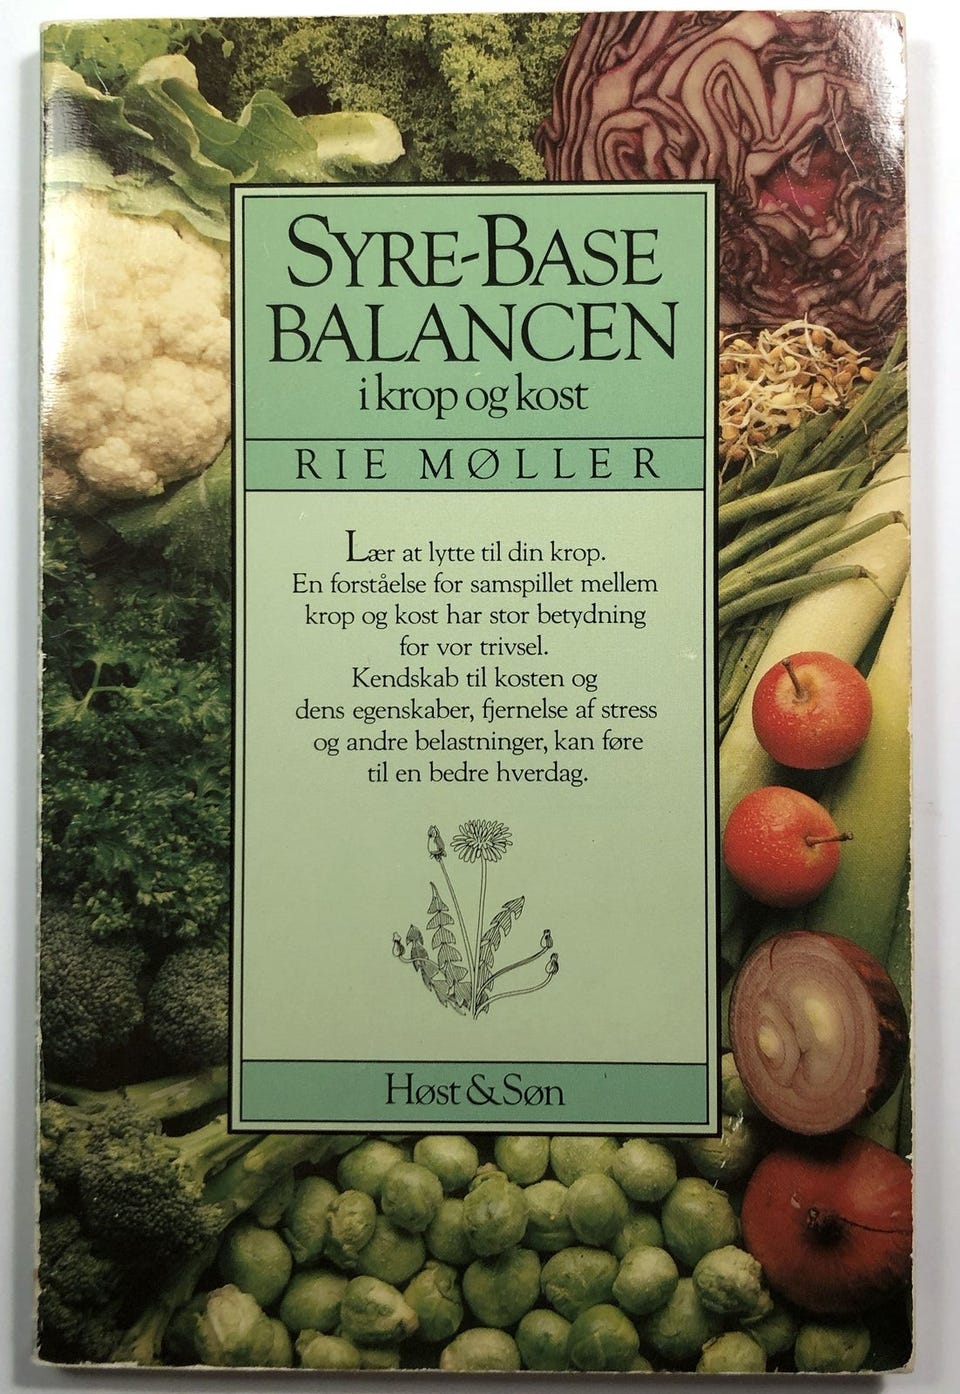 SYRE-BASE
BALANCEN
i krop og kost
RIE MØLLER
Lær at lytte til din krop.
En forståelse for samspillet mellem
krop og kost har stor betydning
for vor trivsel.
Kendskab til kosten og
dens egenskaber, fjernelse af stress
og andre belastninger, kan føre
til en bedre hverdag.
Høst & Søn